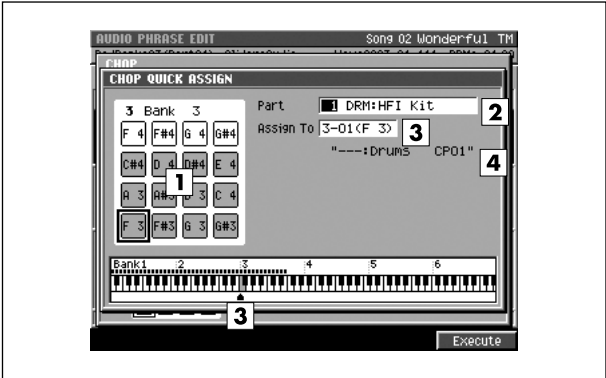 AUDIO PHRASE EDIT Song 02 Wonderful TM
CHOP
CHOP QUICK ASSIGN
3 Bank 3
F 4 F#4 G 4 G#4
C#4 D 4 D#4 E 4
A 3 A#3 3 C 4
F 3 F#3 G 3 G#3
1
Part 1 DRM:HFI Kit 2
Assign To 3-01(F 3) 3
"---:Drums CP01" 4
Bank1 2 3 4 5 6
3
Execute